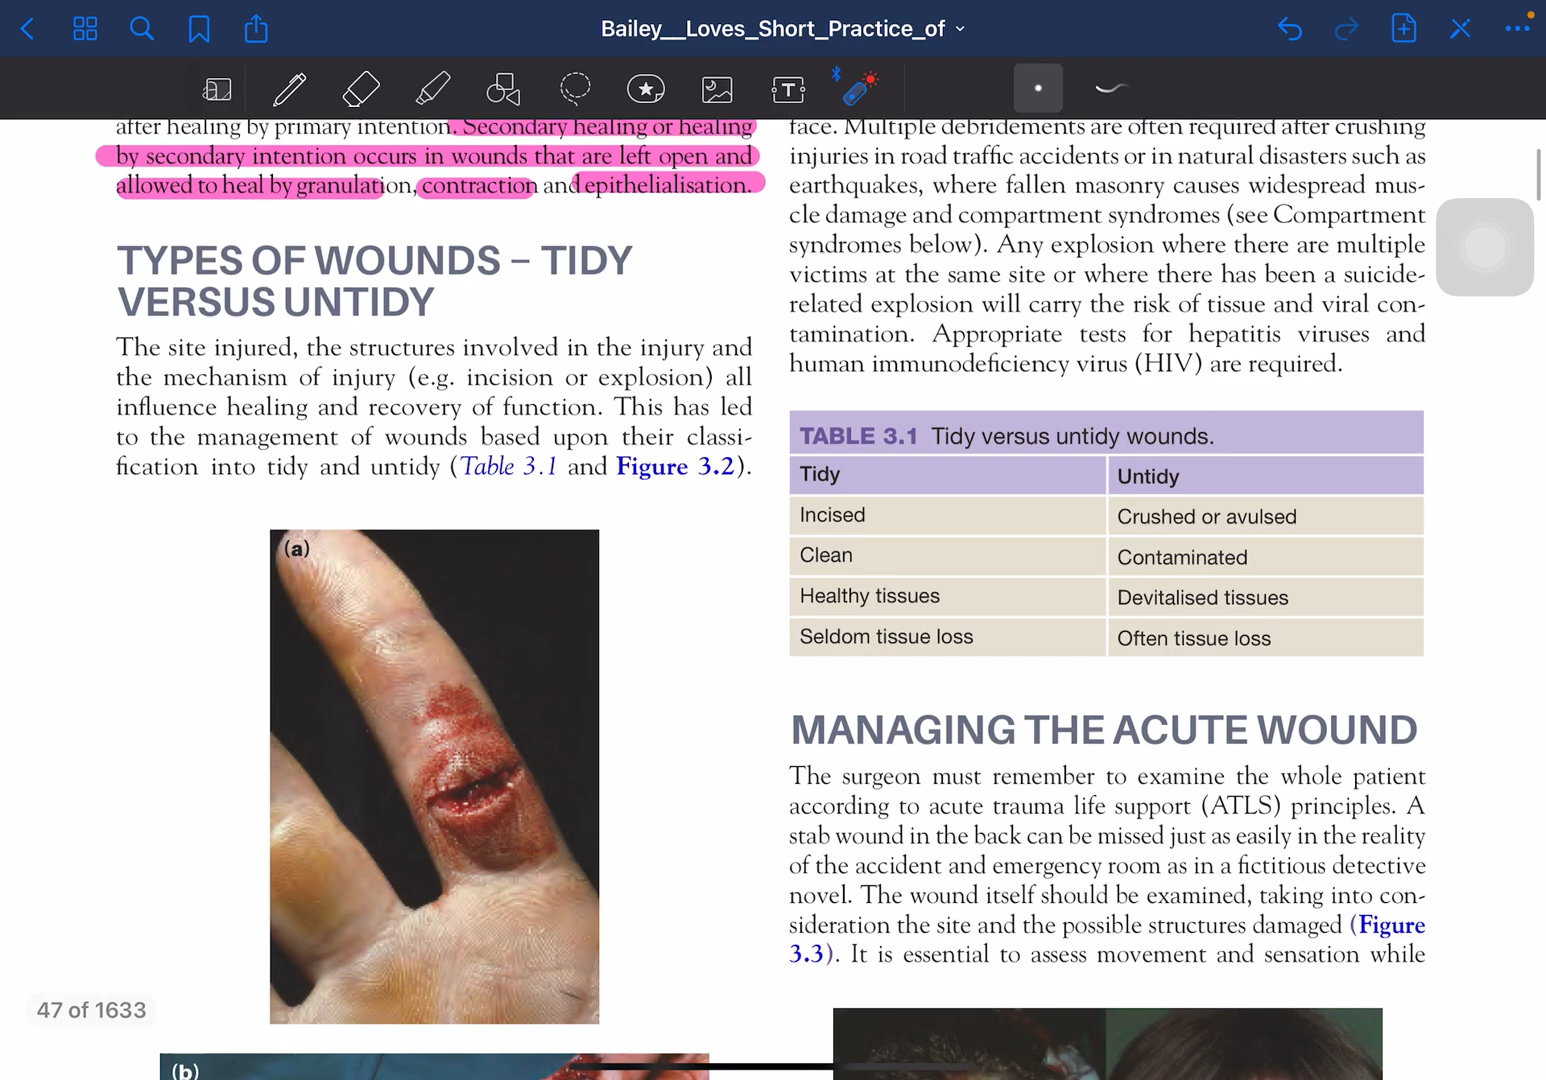 Bailey__Loves_Short_Practice_of
after healing by primary intention. Secondary healing or healing
by secondary intention occurs in wounds that are left open and
allowed to heal by granulation, contraction and epithelialisation.
TYPES OF WOUNDS – TIDY
VERSUS UNTIDY
The site injured, the structures involved in the injury and
the mechanism of injury (e.g. incision or explosion) all
influence healing and recovery of function. This has led
to the management of wounds based upon their classi-
fication into tidy and untidy (Table 3.1 and Figure 3.2).
(a)
47 of 1633
(b)
face. Multiple debridements are often required after crushing
injuries in road traffic accidents or in natural disasters such as
earthquakes, where fallen masonry causes widespread mus-
cle damage and compartment syndromes (see Compartment
syndromes below). Any explosion where there are multiple
victims at the same site or where there has been a suicide-
related explosion will carry the risk of tissue and viral con-
tamination. Appropriate tests for hepatitis viruses and
human immunodeficiency virus (HIV) are required.
TABLE 3.1 Tidy versus untidy wounds.
Tidy Untidy
Incised Crushed or avulsed
Clean Contaminated
Healthy tissues Devitalised tissues
Seldom tissue loss Often tissue loss
MANAGING THE ACUTE WOUND
The surgeon must remember to examine the whole patient
according to acute trauma life support (ATLS) principles. A
stab wound in the back can be missed just as easily in the reality
of the accident and emergency room as in a fictitious detective
novel. The wound itself should be examined, taking into con-
sideration the site and the possible structures damaged (Figure
3.3). It is essential to assess movement and sensation while